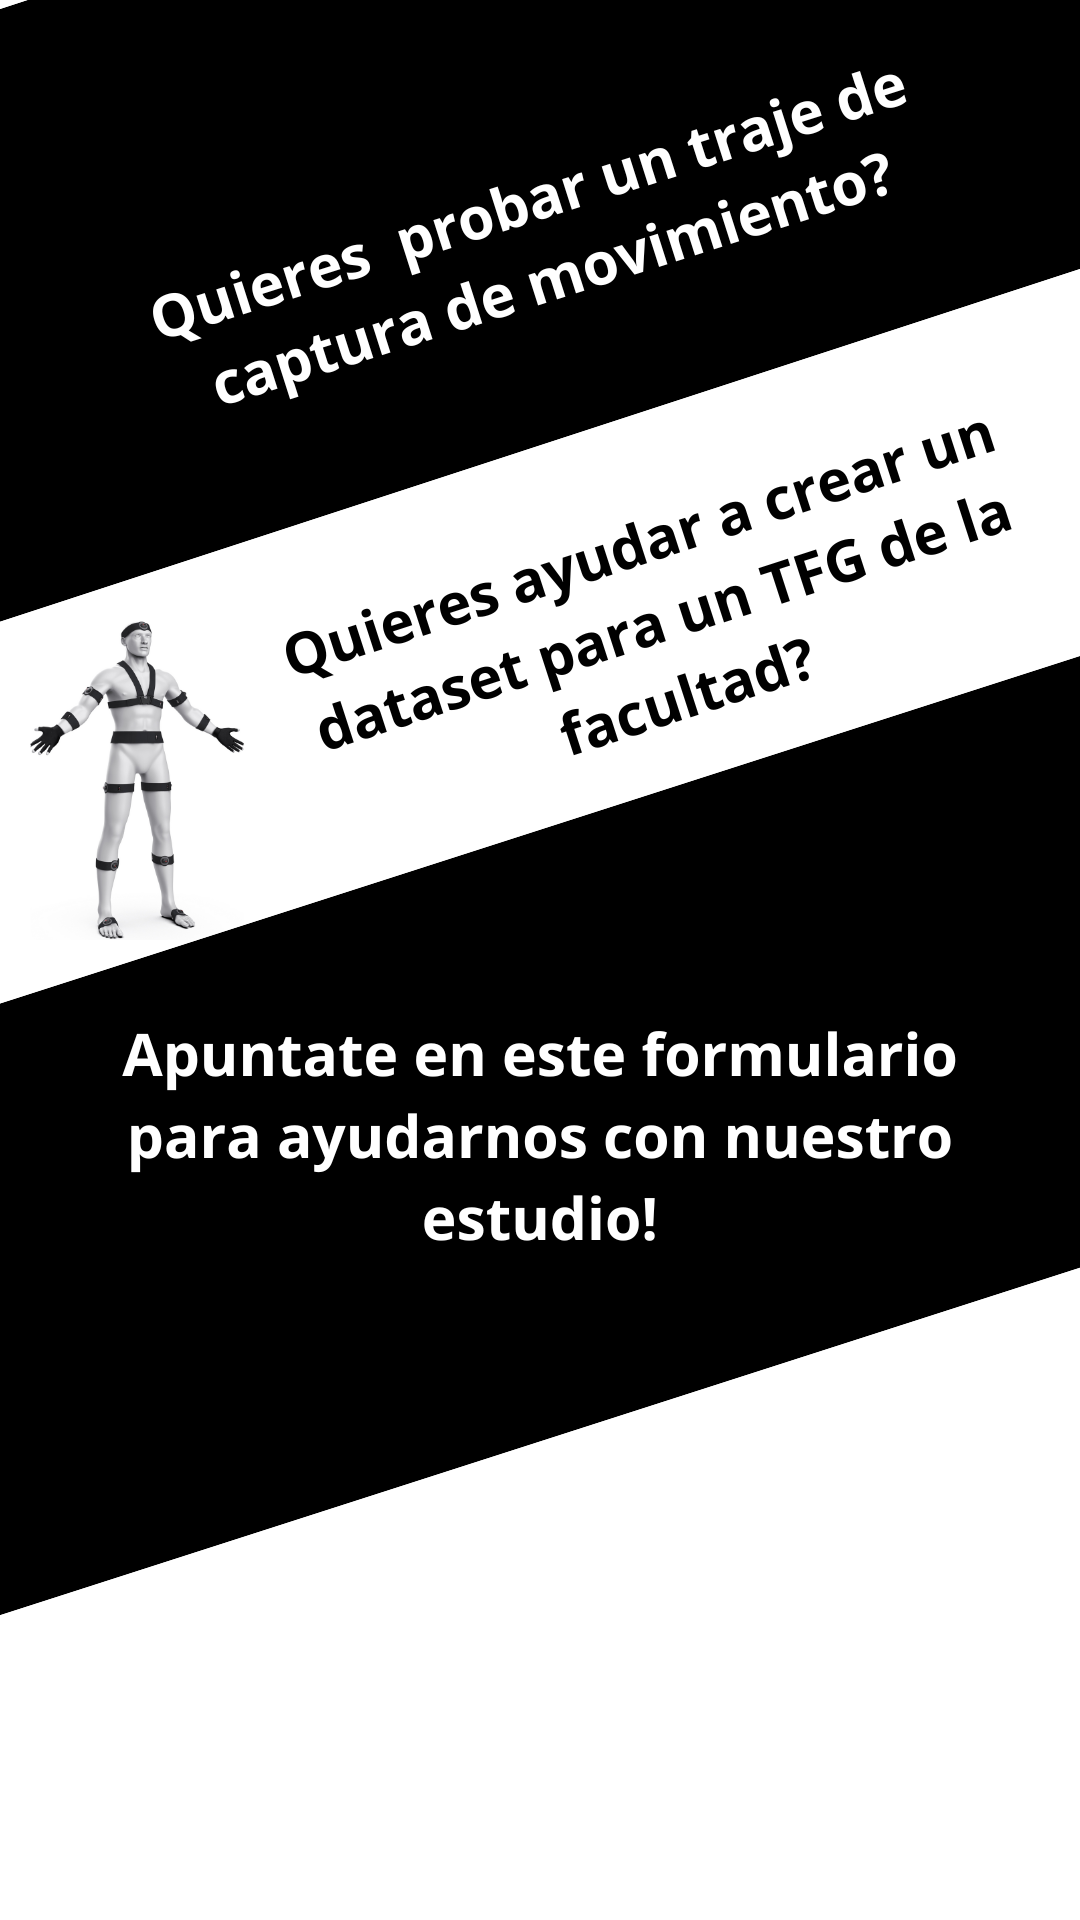 Quieres probar un traje de
captura de movimiento?
Quieres ayudar a crear un
dataset para un TFG de la
facultad?
Apuntate en este formulario
para ayudarnos con nuestro
estudio!